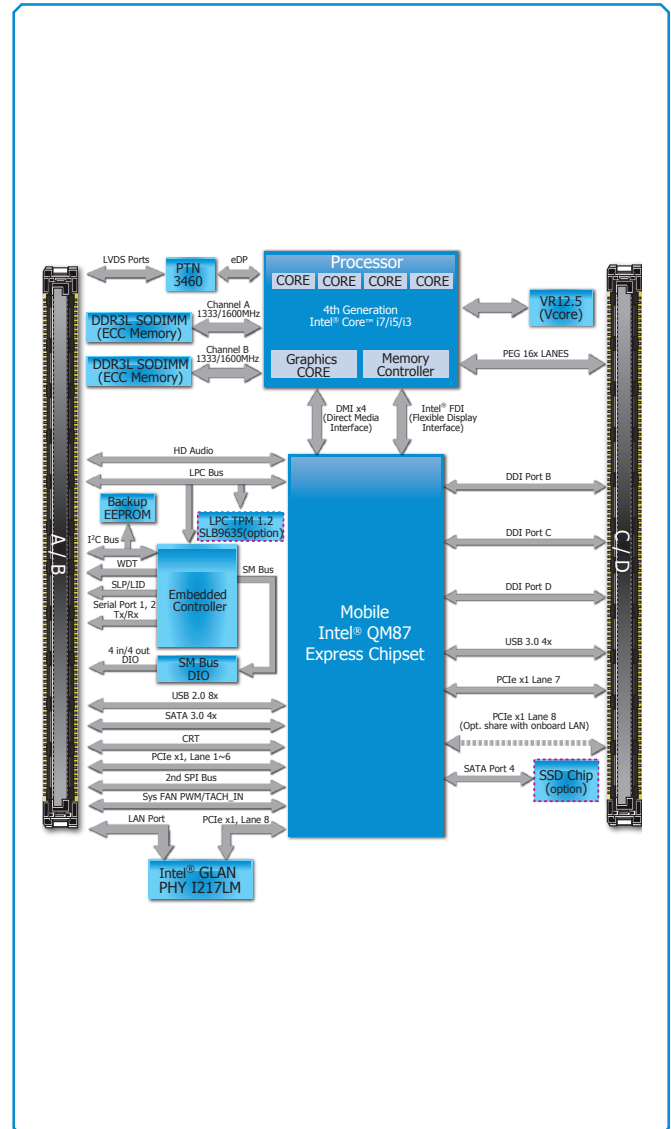 Processor
CORE CORE CORE CORE
4th Generation
Intel® Core™ i7/i5/i3
Graphics
CORE
Memory
Controller
LVDS Ports
PTN
3460
eDP
DDR3L SODIMM
(ECC Memory)
Channel A
1333/1600MHz
DDR3L SODIMM
(ECC Memory)
Channel B
1333/1600MHz
VR12.5
(Vcore)
PEG 16x LANES
DMI x4
(Direct Media
Interface)
Intel® FDI
(Flexible Display
Interface)
A / B
C / D
HD Audio
LPC Bus
Backup
EEPROM
LPC TPM 1.2
SLB9635(option)
I²C Bus
WDT
SLP/LID
Serial Port 1, 2
Tx/Rx
Embedded
Controller
SM Bus
4 in/4 out
DIO
SM Bus
DIO
Mobile
Intel® QM87
Express Chipset
USB 2.0 8x
SATA 3.0 4x
CRT
PCIe x1, Lane 1~6
2nd SPI Bus
Sys FAN PWM/TACH_IN
LAN Port
PCIe x1, Lane 8
Intel® GLAN
PHY I217LM
DDI Port B
DDI Port C
DDI Port D
USB 3.0 4x
PCIe x1 Lane 7
PCIe x1 Lane 8
(Opt. share with onboard LAN)
SATA Port 4
SSD Chip
(option)